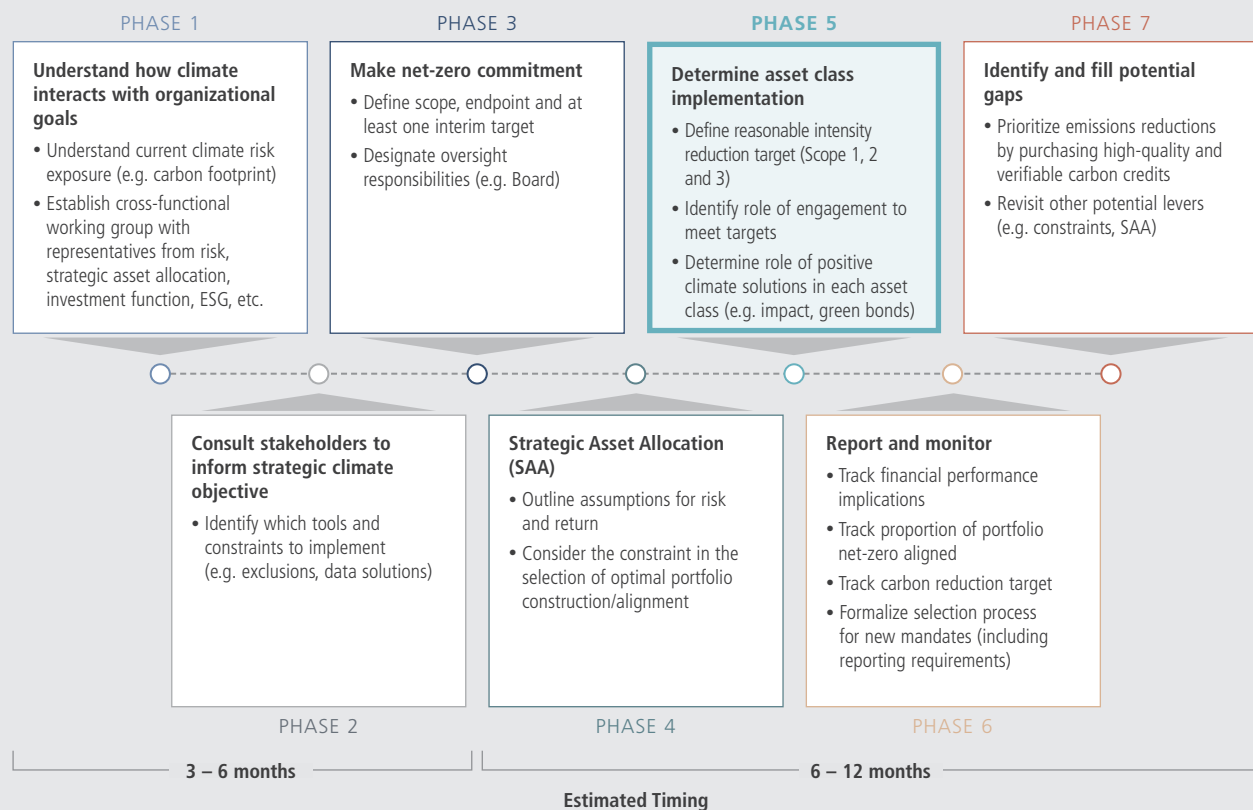 PHASE 1
Understand how climate
interacts with organizational
goals
• Understand current climate risk
exposure (e.g. carbon footprint)
• Establish cross-functional
working group with
representatives from risk,
strategic asset allocation,
investment function, ESG, etc.
PHASE 3
Make net-zero commitment
• Define scope, endpoint and at
least one interim target
• Designate oversight
responsibilities (e.g. Board)
PHASE 5
Determine asset class
implementation
• Define reasonable intensity
reduction target (Scope 1, 2
and 3)
• Identify role of engagement to
meet targets
• Determine role of positive
climate solutions in each asset
class (e.g. impact, green bonds)
PHASE 7
Identify and fill potential
gaps
• Prioritize emissions reductions
by purchasing high-quality and
verifiable carbon credits
• Revisit other potential levers
(e.g. constraints, SAA)
Consult stakeholders to
inform strategic climate
objective
• Identify which tools and
constraints to implement
(e.g. exclusions, data solutions)
PHASE 2
Strategic Asset Allocation
(SAA)
• Outline assumptions for risk
and return
• Consider the constraint in the
selection of optimal portfolio
construction/alignment
PHASE 4
Report and monitor
• Track financial performance
implications
• Track proportion of portfolio
net-zero aligned
• Track carbon reduction target
• Formalize selection process
for new mandates (including
reporting requirements)
PHASE 6
3 – 6 months
6 – 12 months
Estimated Timing